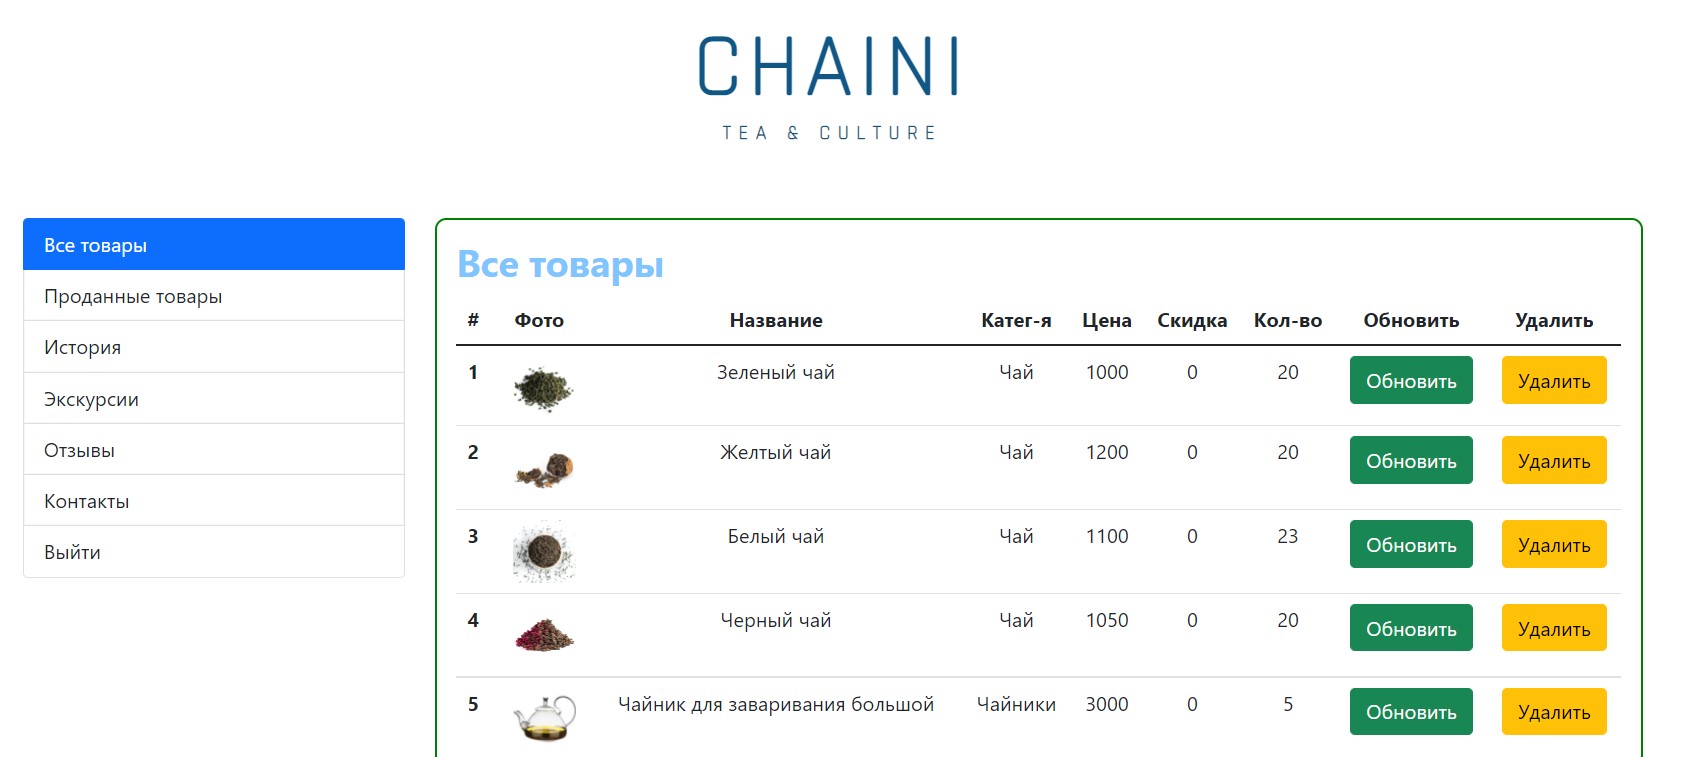 CHAINI
TEA & CULTURE
Все товары
Проданные товары
История
Экскурсии
Отзывы
Контакты
Выйти
Все товары
# Фото Название Катег-я Цена Скидка Кол-во Обновить Удалить
1 Зеленый чай Чай 1000 0 20 Обновить Удалить
2 Желтый чай Чай 1200 0 20 Обновить Удалить
3 Белый чай Чай 1100 0 23 Обновить Удалить
4 Черный чай Чай 1050 0 20 Обновить Удалить
5 Чайник для заваривания большой Чайники 3000 0 5 Обновить Удалить